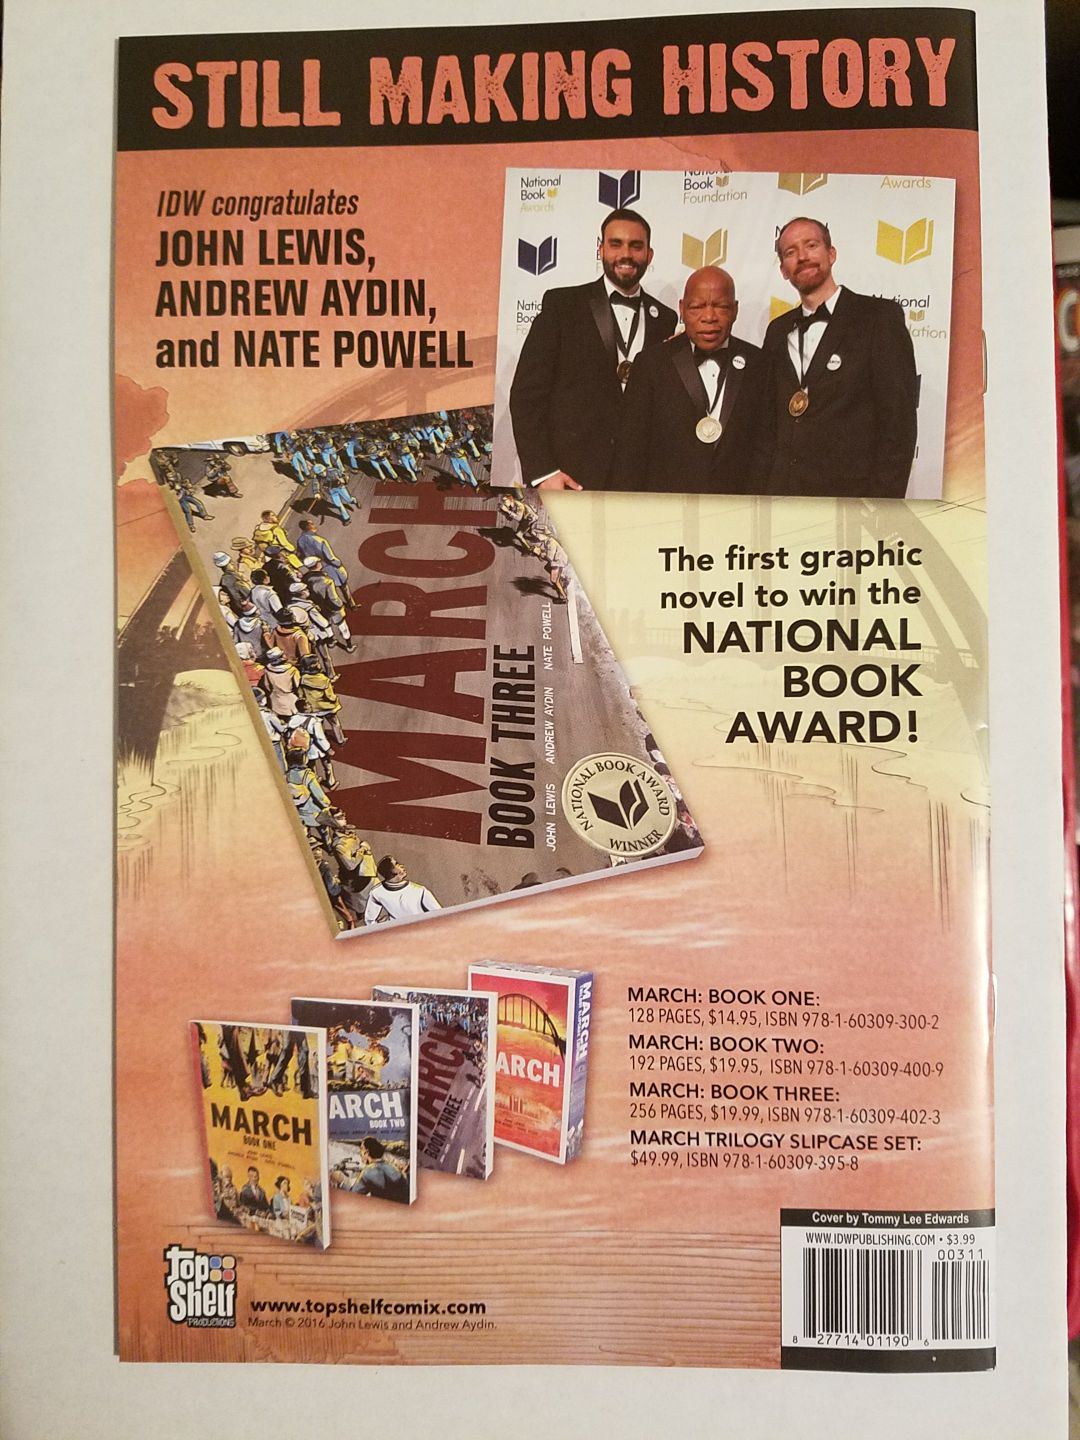 STILL MAKING HISTORY
IDW congratulates
JOHN LEWIS,
ANDREW AYDIN,
and NATE POWELL
National
Book
Awards
National
Book
Foundation
Awards
National
MARCH
BOOK THREE
JOHN LEWIS ANDREW AYDIN NATE POWELL
NATIONAL BOOK AWARD
WINNER
The first graphic
novel to win the
NATIONAL
BOOK
AWARD!
MARCH
BOOK ONE
ARCH
BOOK TWO
MARCH
BOOK THREE
ARCH
MARCH
MARCH: BOOK ONE:
128 PAGES, $14.95, ISBN 978-1-60309-300-2
MARCH: BOOK TWO:
192 PAGES, $19.95, ISBN 978-1-60309-400-9
MARCH: BOOK THREE:
256 PAGES, $19.99, ISBN 978-1-60309-402-3
MARCH TRILOGY SLIPCASE SET:
$49.99, ISBN 978-1-60309-395-8
Cover by Tommy Lee Edwards
WWW.IDWPUBLISHING.COM • $3.99
00311
8 27714 01190 6
Top Shelf
PRODUCTIONS
www.topshelfcomix.com
March © 2016 John Lewis and Andrew Aydin.